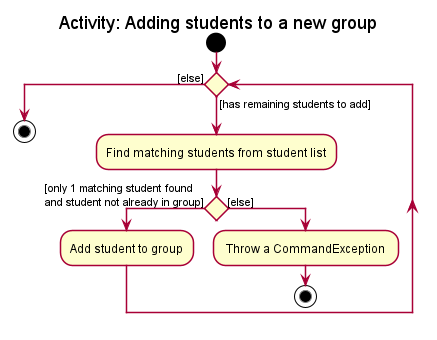 Activity: Adding students to a new group
[else]
[has remaining students to add]
Find matching students from student list
[only 1 matching student found
and student not already in group]
[else]
Add student to group
Throw a CommandException